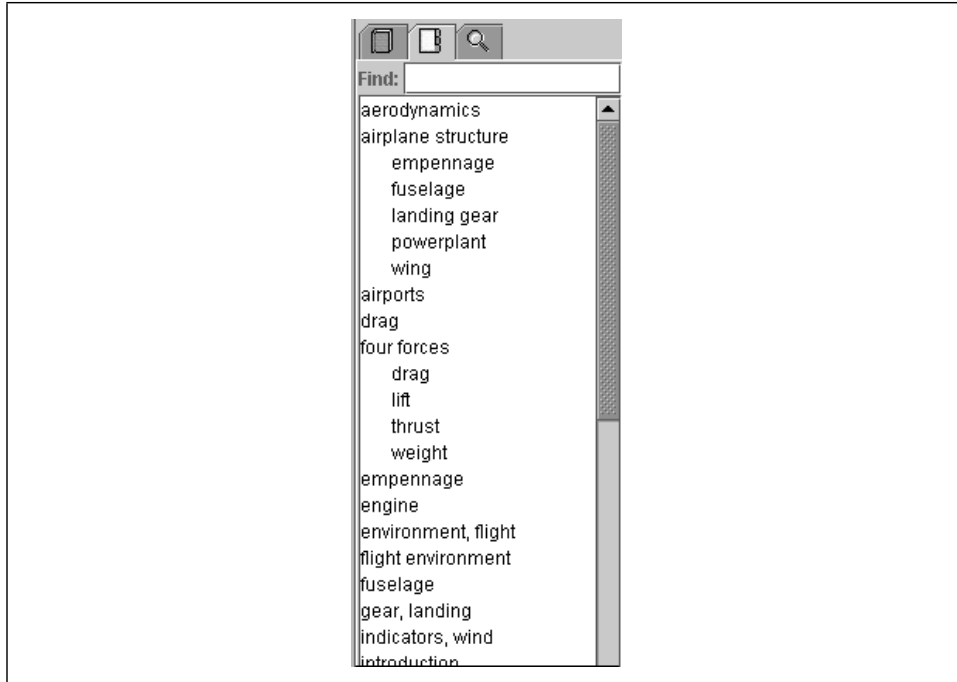 Find:
aerodynamics
airplane structure
empennage
fuselage
landing gear
powerplant
wing
airports
drag
four forces
drag
lift
thrust
weight
empennage
engine
environment, flight
flight environment
fuselage
gear, landing
indicators, wind
introduction